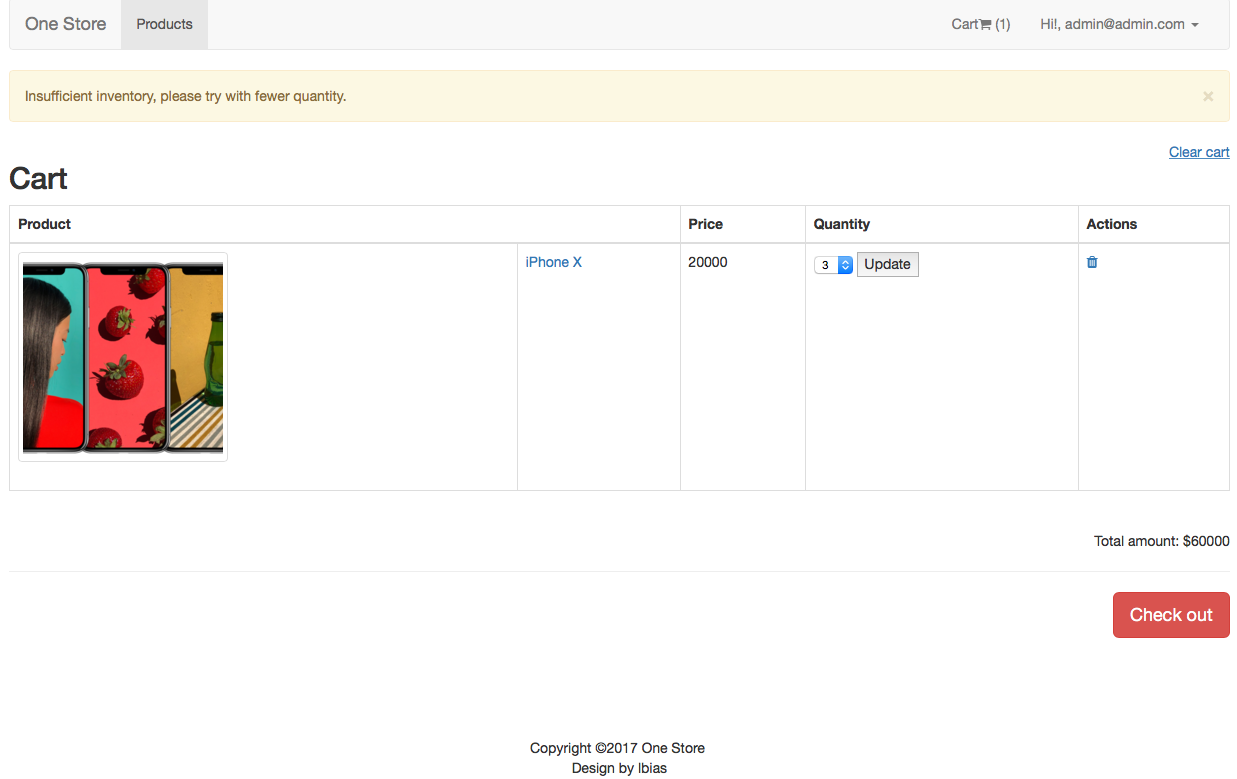 One Store Products Cart (1) Hi!, admin@admin.com
Insufficient inventory, please try with fewer quantity. ×
Clear cart
Cart
Product Price Quantity Actions
iPhone X 20000 3 Update
Total amount: $60000
Check out
Copyright ©2017 One Store
Design by lbias